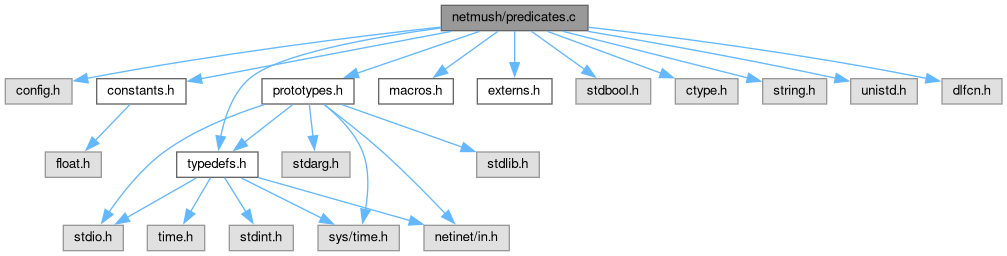 netmush/predicates.c
config.h
constants.h
prototypes.h
macros.h
externs.h
stdbool.h
ctype.h
string.h
unistd.h
dlfcn.h
float.h
typedefs.h
stdarg.h
stdlib.h
stdio.h
time.h
stdint.h
sys/time.h
netinet/in.h